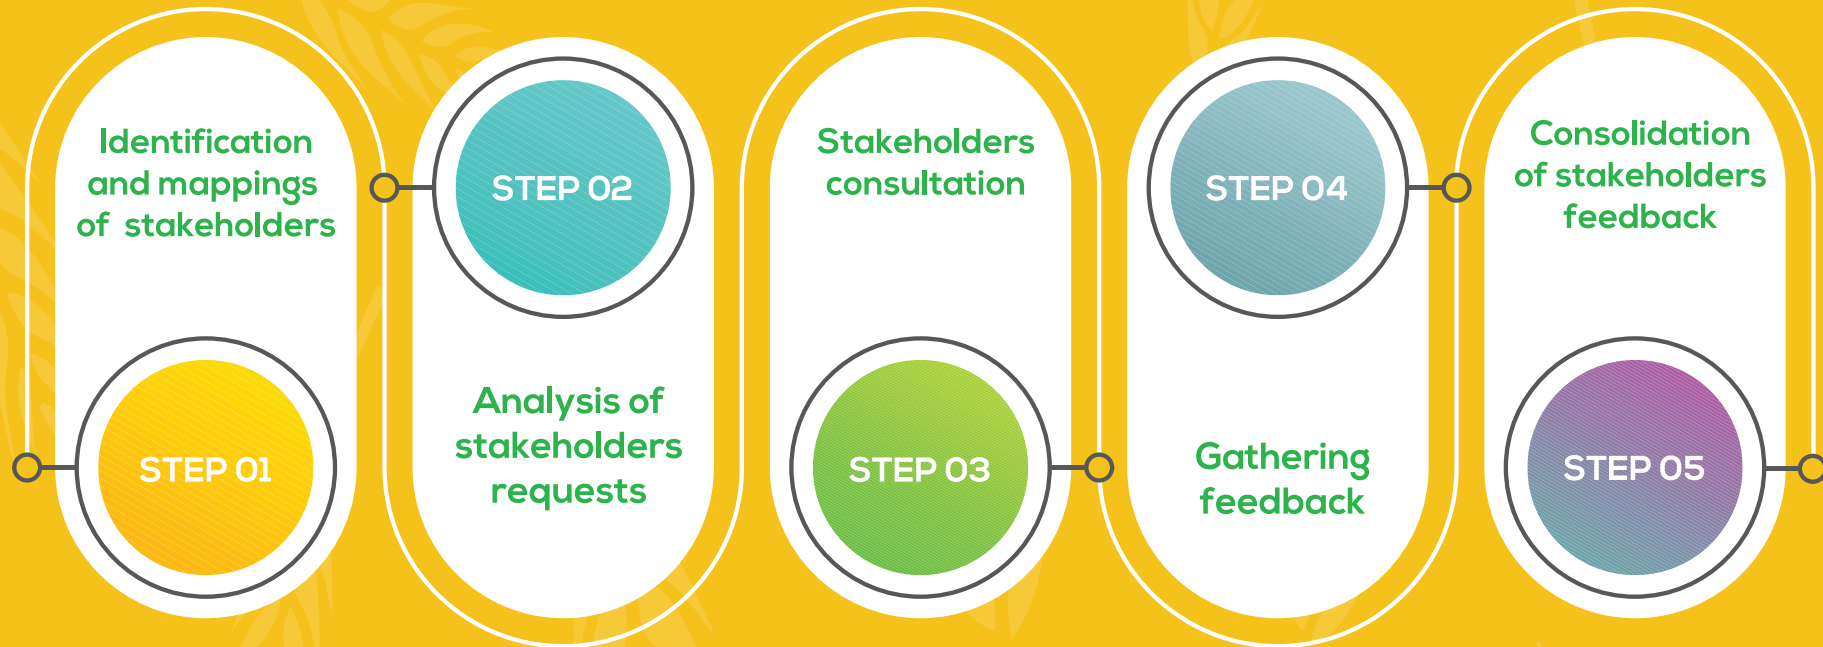 Identification
and mappings
of stakeholders
STEP 01
STEP 02
Analysis of
stakeholders
requests
Stakeholders
consultation
STEP 03
STEP 04
Gathering
feedback
Consolidation
of stakeholders
feedback
STEP 05